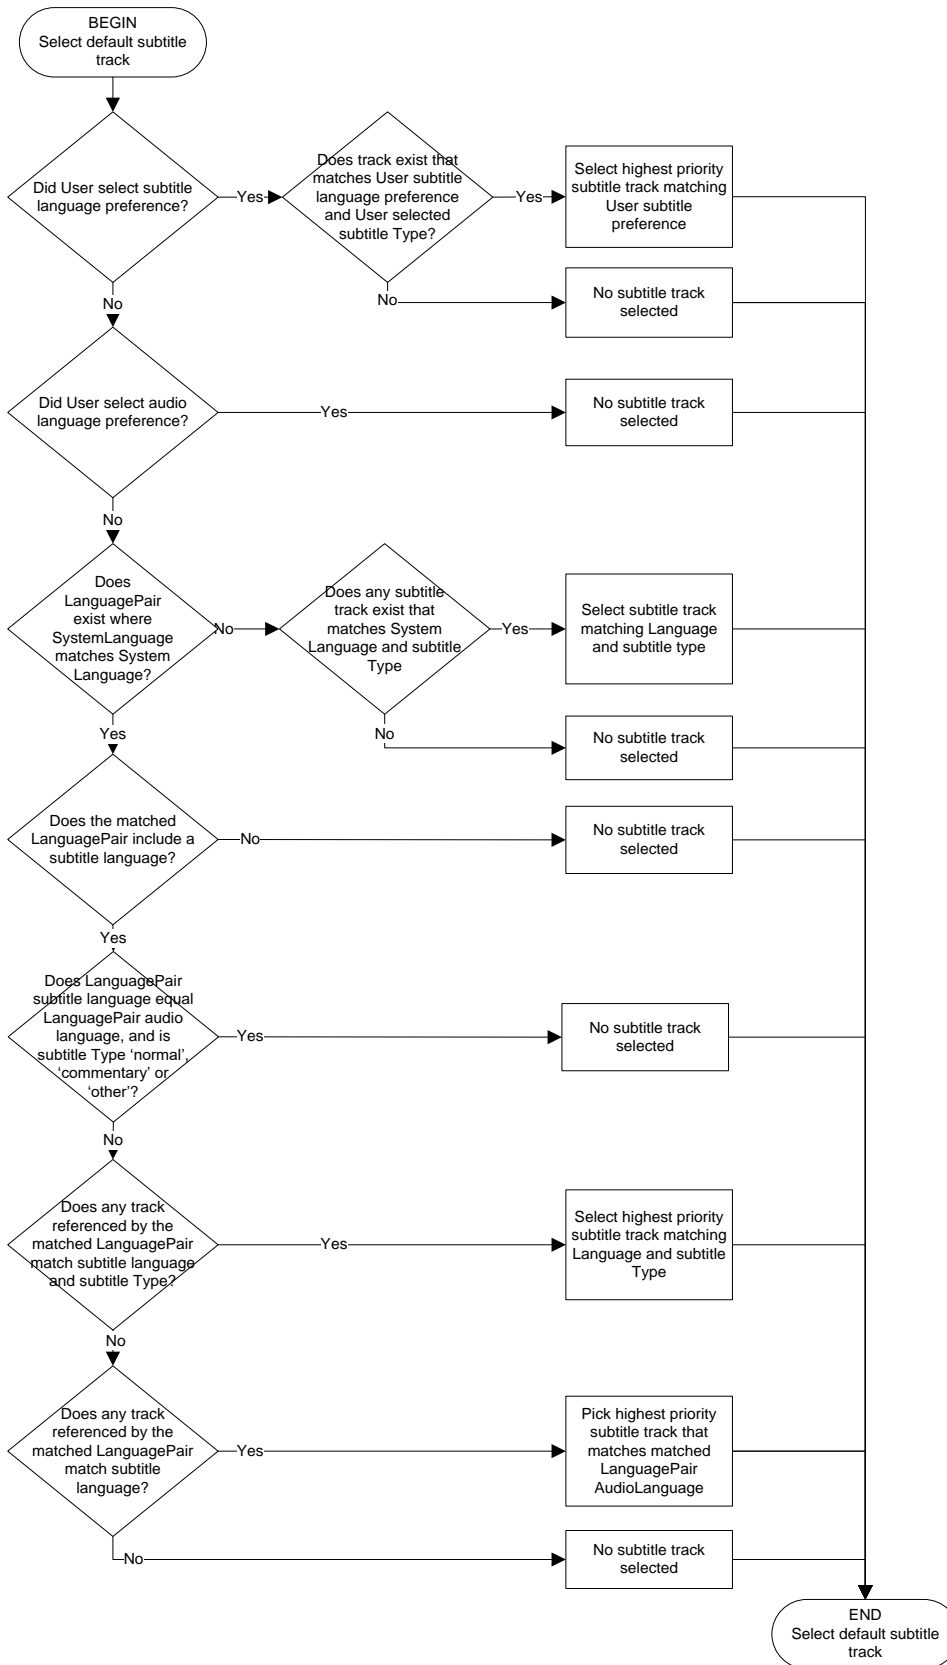 BEGIN
Select default subtitle
track
Did User select subtitle
language preference?
Yes
Does track exist that
matches User subtitle
language preference
and User selected
subtitle Type?
Yes
Select highest priority
subtitle track matching
User subtitle
preference
No
No subtitle track
selected
No
Did User select audio
language preference?
Yes
No subtitle track
selected
No
Does
LanguagePair
exist where
SystemLanguage
matches System
Language?
No
Does any subtitle
track exist that
matches System
Language and subtitle
Type
Yes
Select subtitle track
matching Language
and subtitle type
No
No subtitle track
selected
Yes
Does the matched
LanguagePair include a
subtitle language?
No
No subtitle track
selected
Yes
Does LanguagePair
subtitle language equal
LanguagePair audio
language, and is
subtitle Type ‘normal’,
‘commentary’ or
‘other’?
Yes
No subtitle track
selected
No
Does any track
referenced by the
matched LanguagePair
match subtitle language
and subtitle Type?
Yes
Select highest priority
subtitle track matching
Language and subtitle
Type
No
Does any track
referenced by the
matched LanguagePair
match subtitle
language?
Yes
Pick highest priority
subtitle track that
matches matched
LanguagePair
AudioLanguage
No
No subtitle track
selected
END
Select default subtitle
track